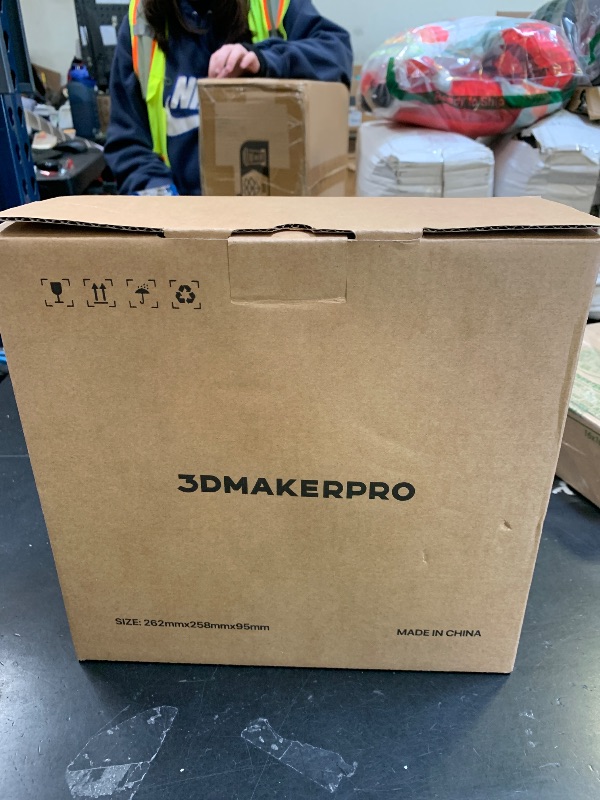 3DMAKERPRO
SIZE: 262mmx258mmx95mm
MADE IN CHINA